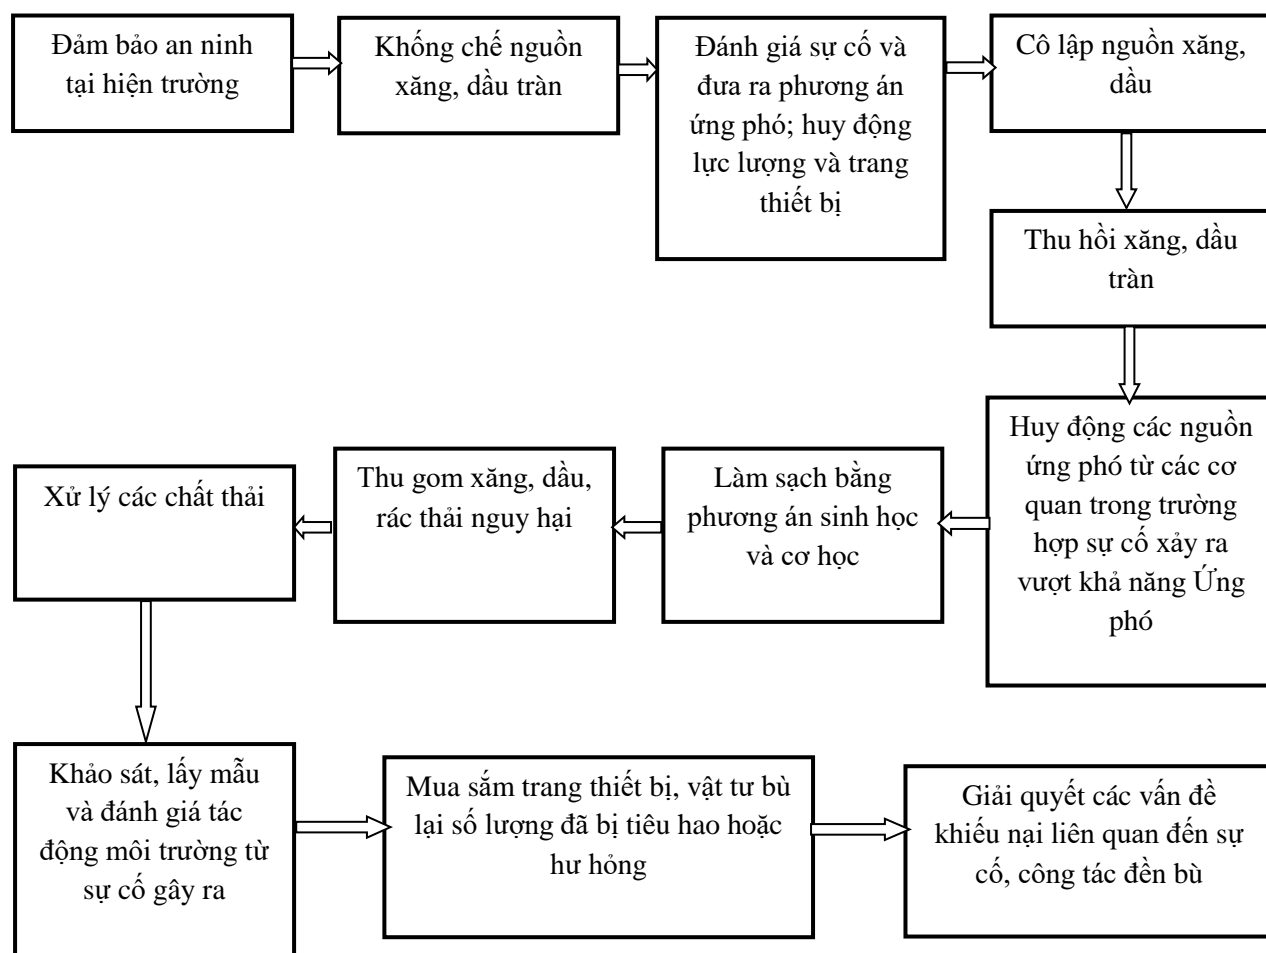 Đảm bảo an ninh
tại hiện trường
Khống chế nguồn
xăng, dầu tràn
Đánh giá sự cố và
đưa ra phương án
ứng phó; huy động
lực lượng và trang
thiết bị
Cô lập nguồn xăng,
dầu
Thu hồi xăng, dầu
tràn
Huy động các nguồn
ứng phó từ các cơ
quan trong trường
hợp sự cố xảy ra
vượt khả năng Ứng
phó
Làm sạch bằng
phương án sinh học
và cơ học
Thu gom xăng, dầu,
rác thải nguy hại
Xử lý các chất thải
Khảo sát, lấy mẫu
và đánh giá tác
động môi trường từ
sự cố gây ra
Mua sắm trang thiết bị, vật tư bù
lại số lượng đã bị tiêu hao hoặc
hư hỏng
Giải quyết các vấn đề
khiếu nại liên quan đến sự
cố, công tác đền bù